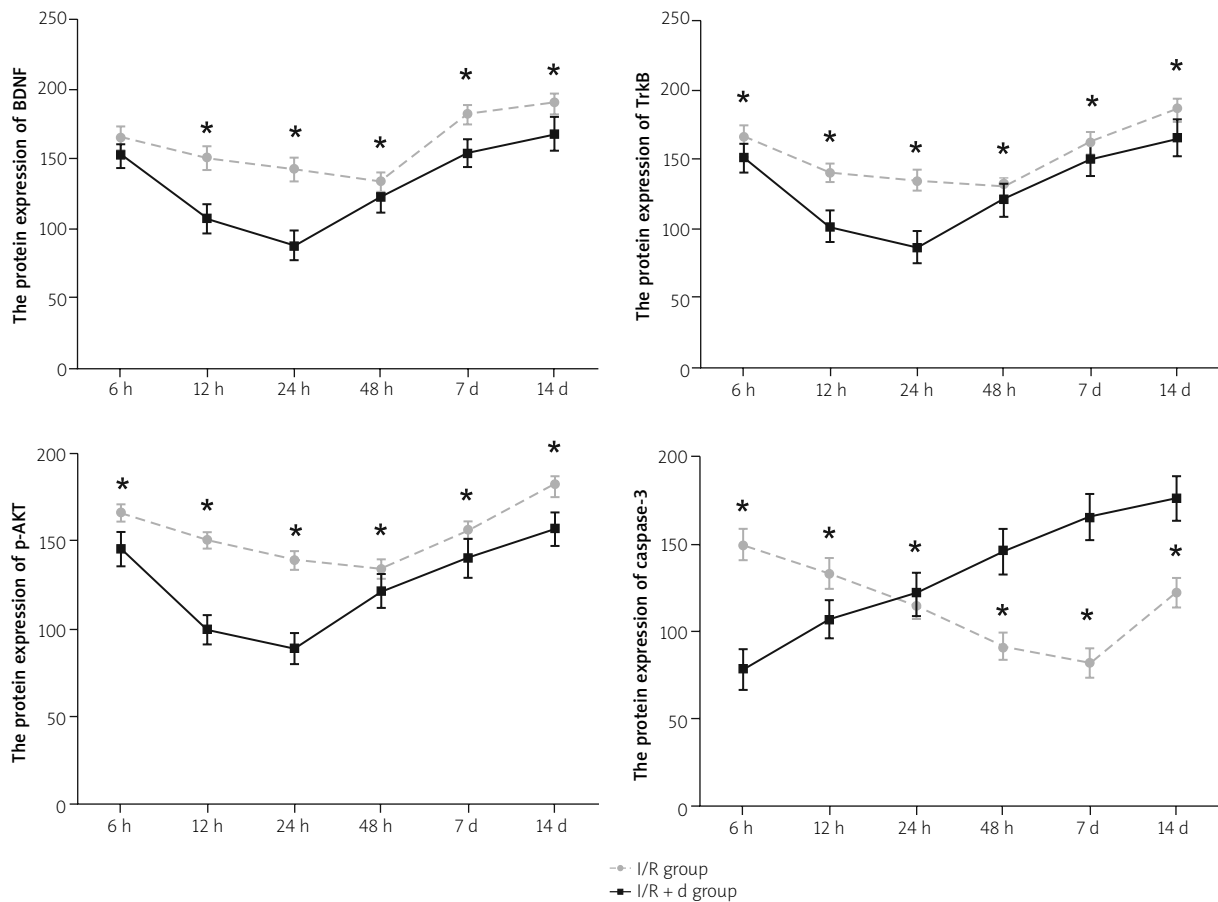 The protein expression of BDNF
250
200
150
100
50
0
6 h 12 h 24 h 48 h 7 d 14 d
* * * * *
The protein expression of TrkB
250
200
150
100
50
0
6 h 12 h 24 h 48 h 7 d 14 d
* * * * * *
The protein expression of p-AKT
200
150
100
50
0
6 h 12 h 24 h 48 h 7 d 14 d
* * * * * *
The protein expression of caspase-3
200
150
100
50
0
6 h 12 h 24 h 48 h 7 d 14 d
* * * * * *
I/R group
I/R + d group